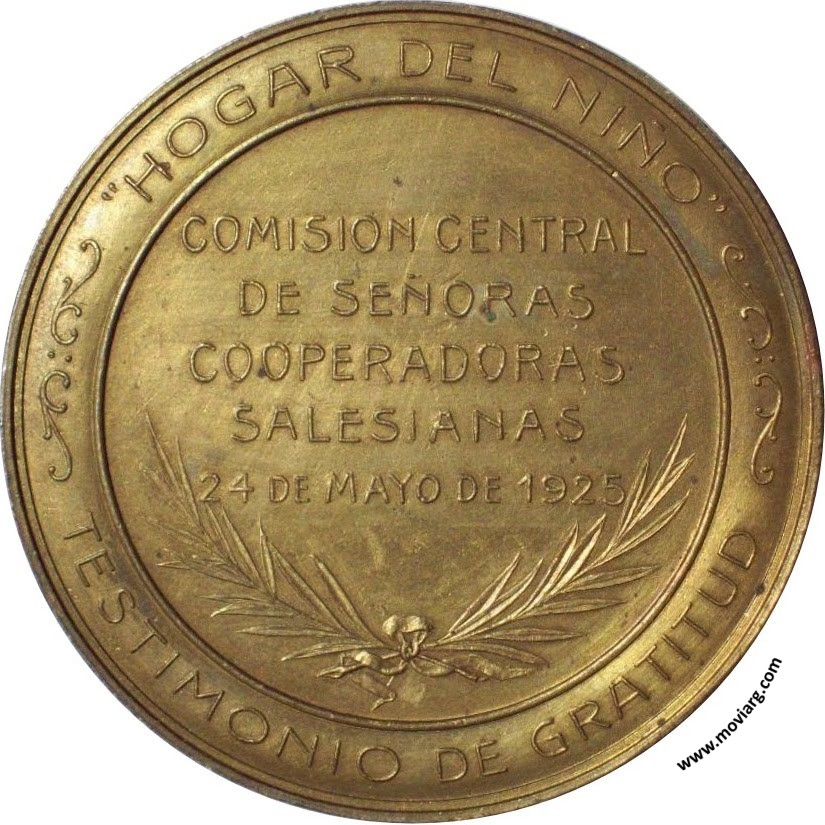 "HOGAR DEL NIÑO"
COMISION CENTRAL
DE SEÑORAS
COOPERADORAS
SALESIANAS
24 DE MAYO DE 1925
TESTIMONIO DE GRATITUD
www.moviarg.com